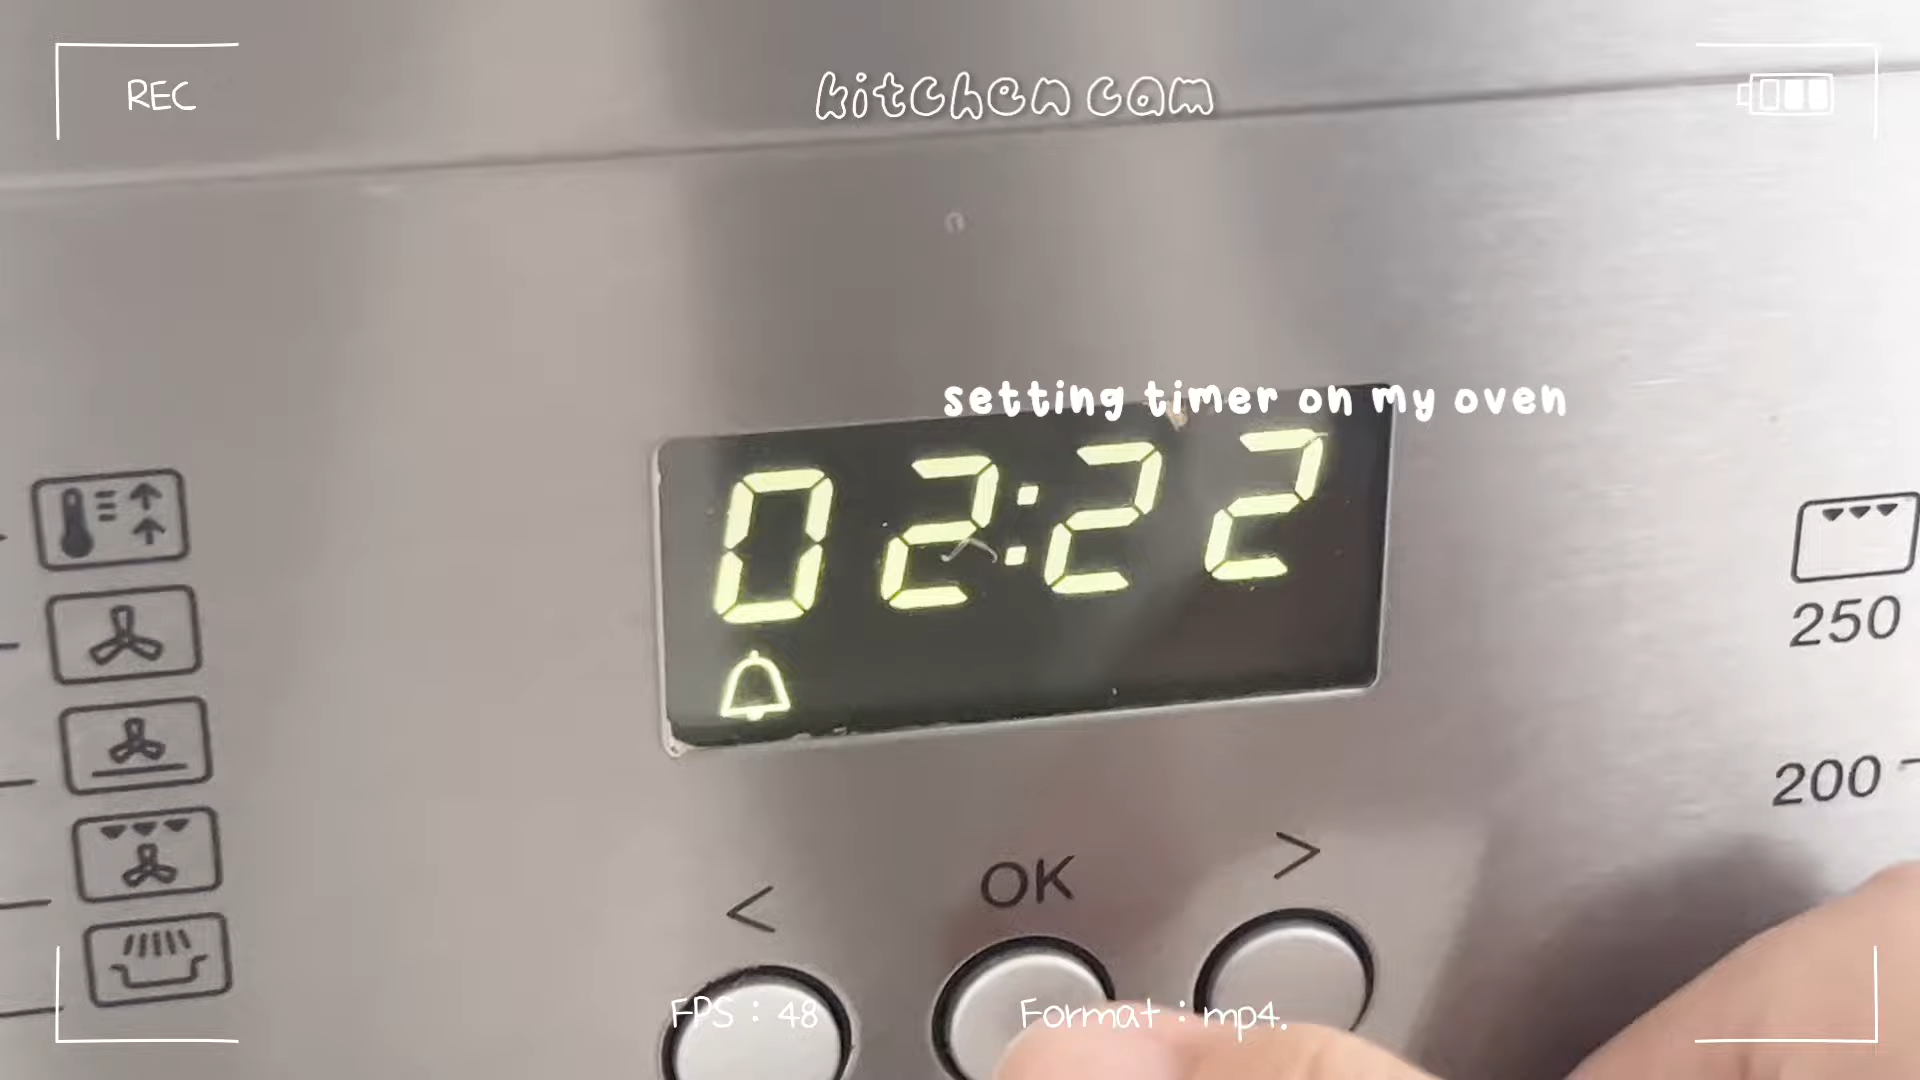 REC
kitchen cam
setting timer on my oven
02:22
250
200
< OK >
FPS : 48
Format : mp4.